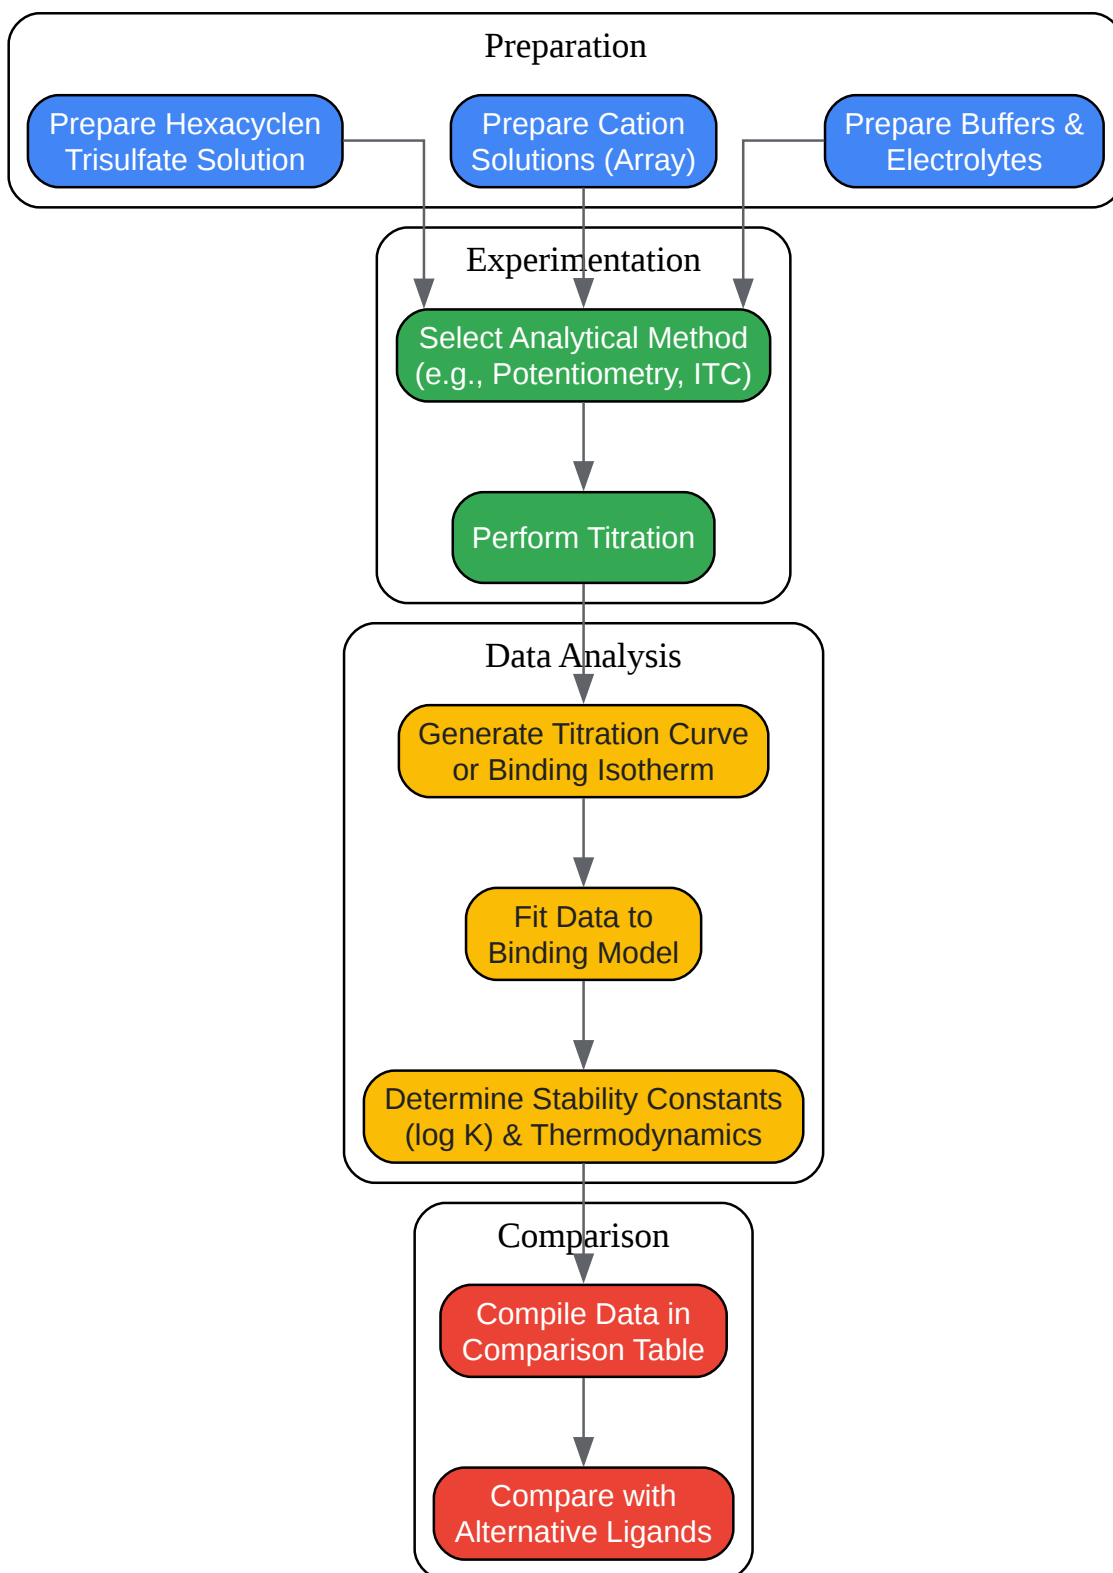 Preparation
Prepare Hexacyclen
Trisulfate Solution
Prepare Cation
Solutions (Array)
Prepare Buffers &
Electrolytes
Experimentation
Select Analytical Method
(e.g., Potentiometry, ITC)
Perform Titration
Data Analysis
Generate Titration Curve
or Binding Isotherm
Fit Data to
Binding Model
Determine Stability Constants
(log K) & Thermodynamics
Comparison
Compile Data in
Comparison Table
Compare with
Alternative Ligands